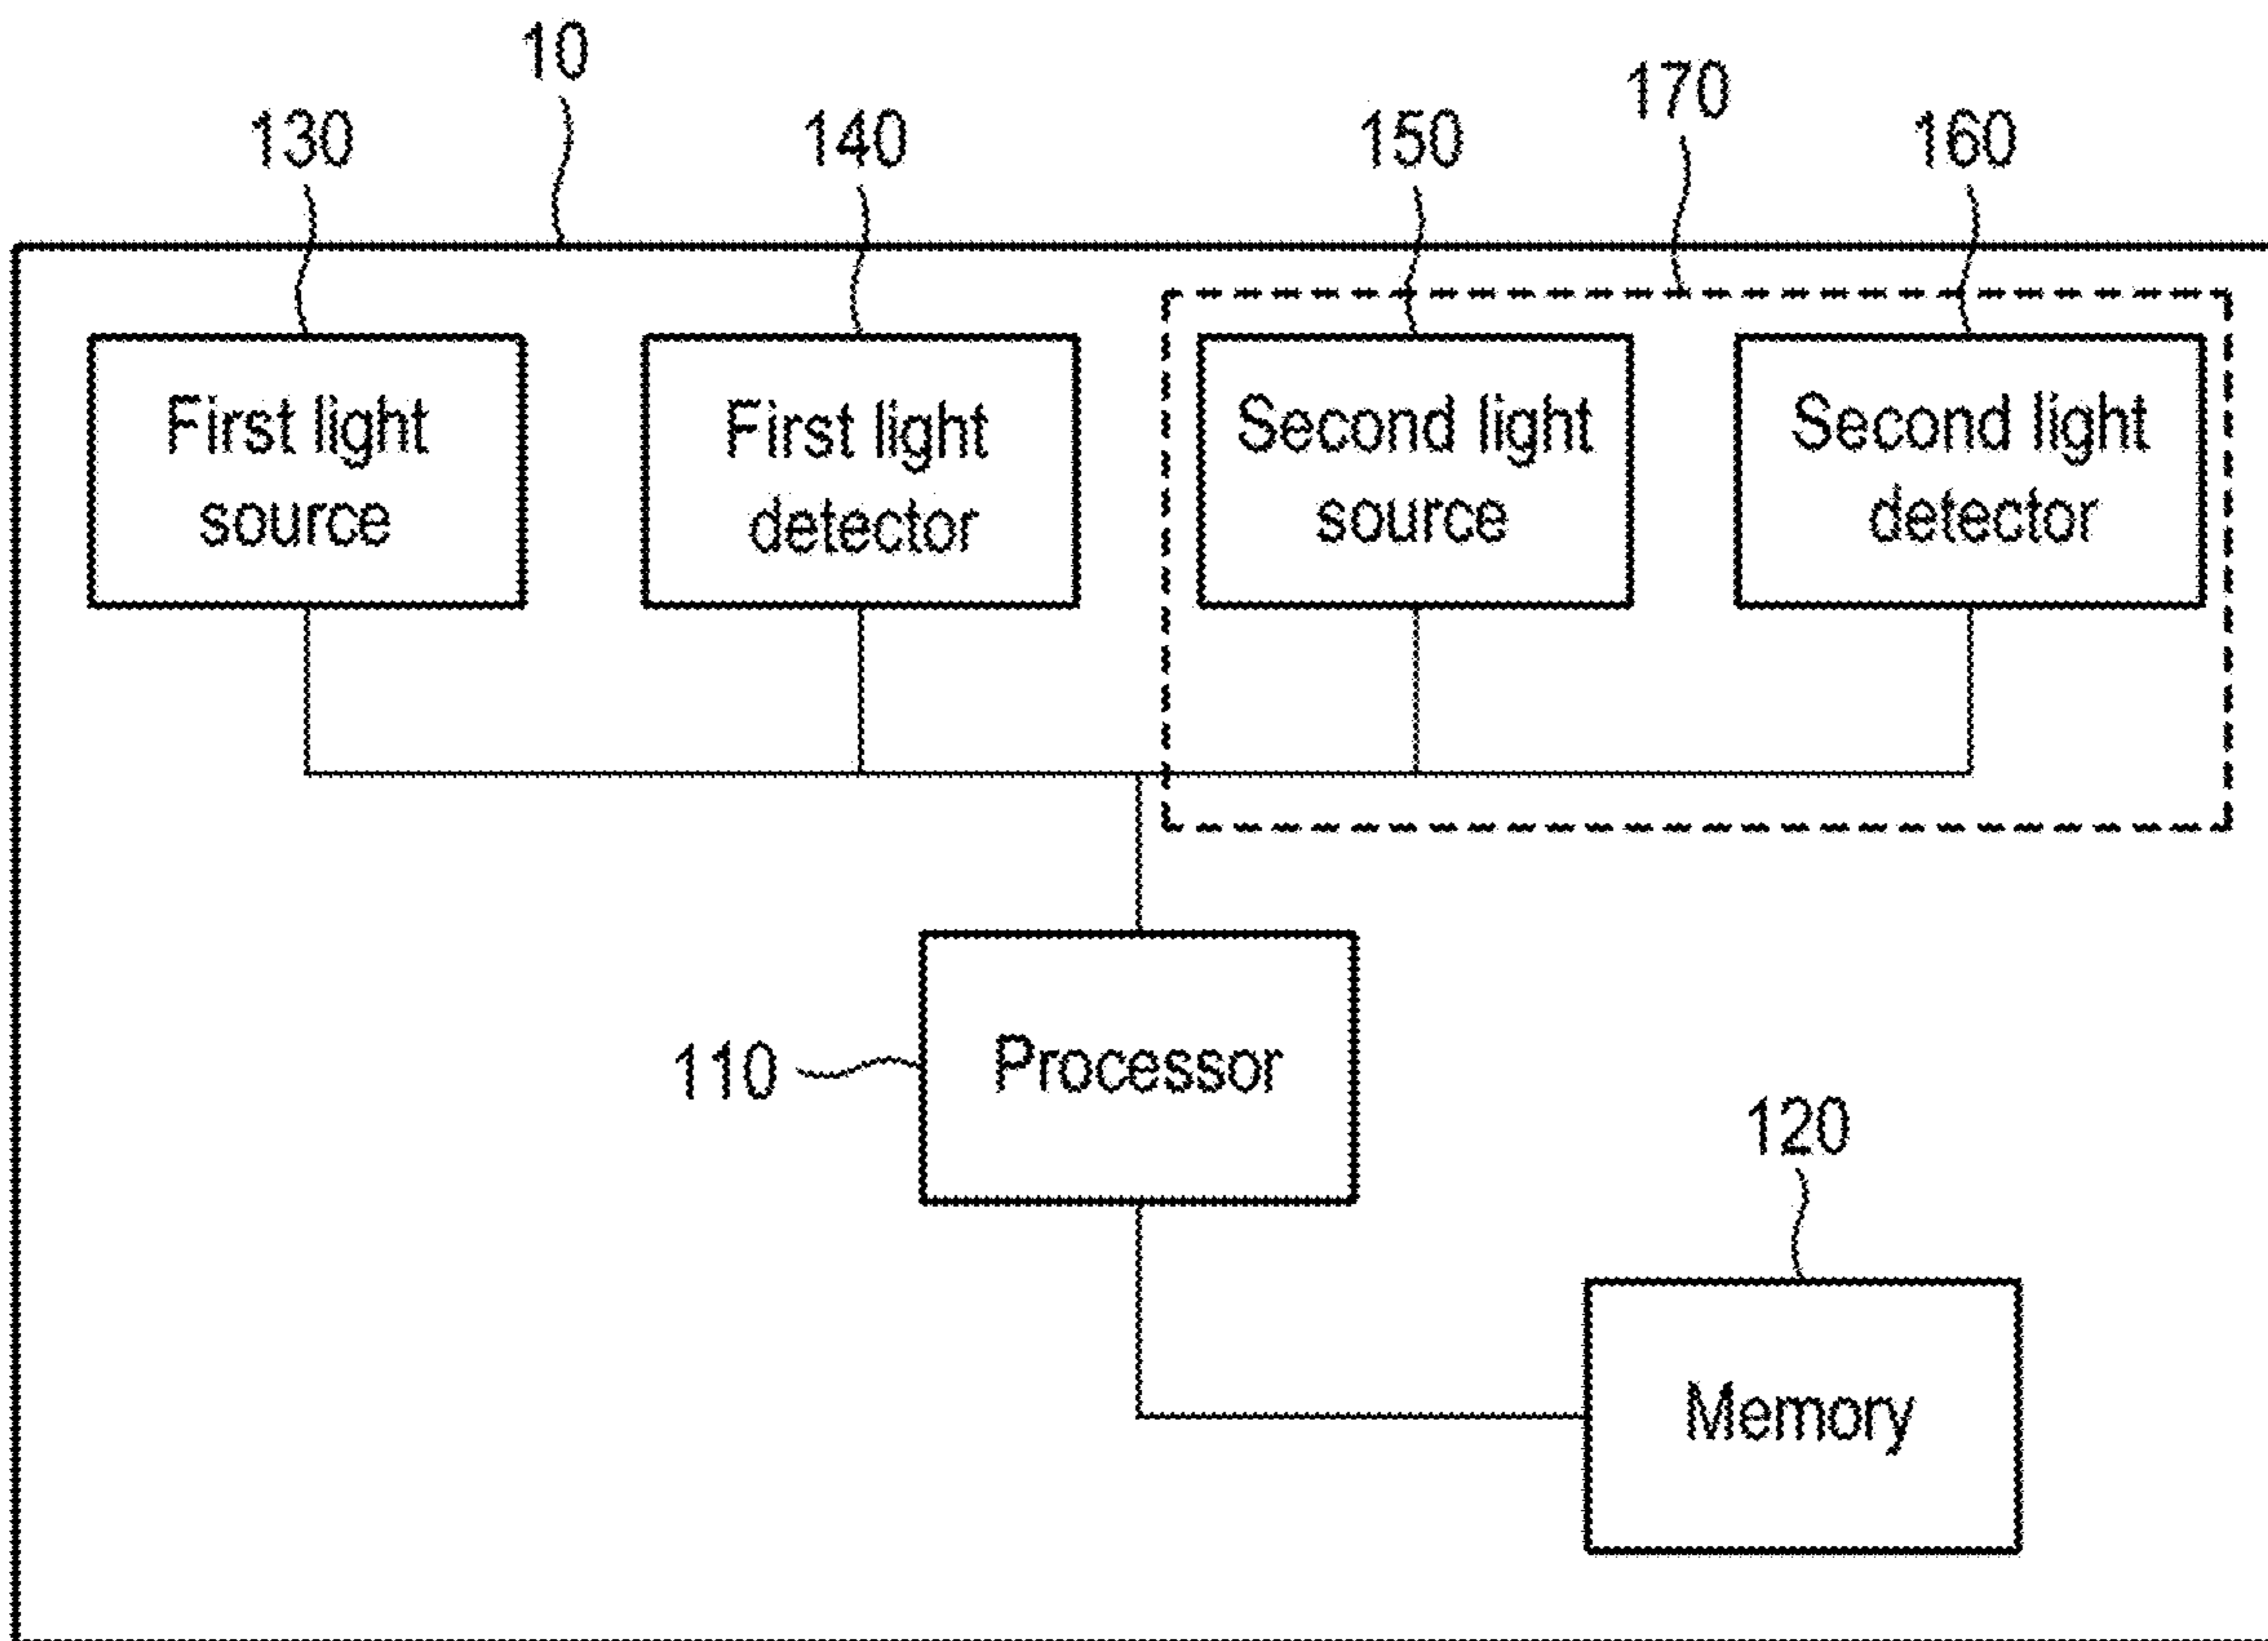 10
170
130
140
150
160
First light
source
First light
detector
Second light
source
Second light
detector
110
Processor
120
Memory